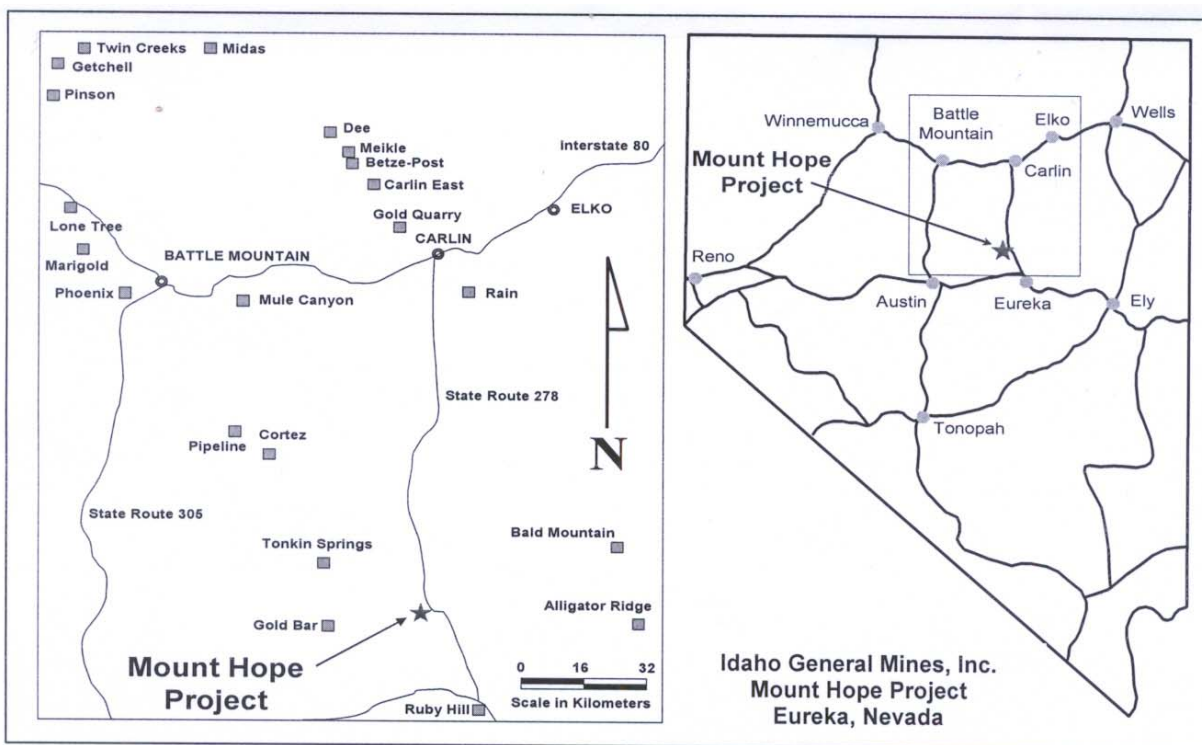 Twin Creeks
Midas
Getchell
Pinson
Dee
Meikle
Betze-Post
Interstate 80
Carlin East
Lone Tree
Gold Quarry
ELKO
CARLIN
Marigold
BATTLE MOUNTAIN
Phoenix
Mule Canyon
Rain
State Route 278
Cortez
Pipeline
N
State Route 305
Bald Mountain
Tonkin Springs
Alligator Ridge
Gold Bar
Mount Hope
Project
0 16 32
Scale in Kilometers
Ruby Hill
Winnemucca
Battle
Mountain
Elko
Wells
Mount Hope
Project
Carlin
Reno
Austin
Eureka
Ely
Tonopah
Idaho General Mines, Inc.
Mount Hope Project
Eureka, Nevada